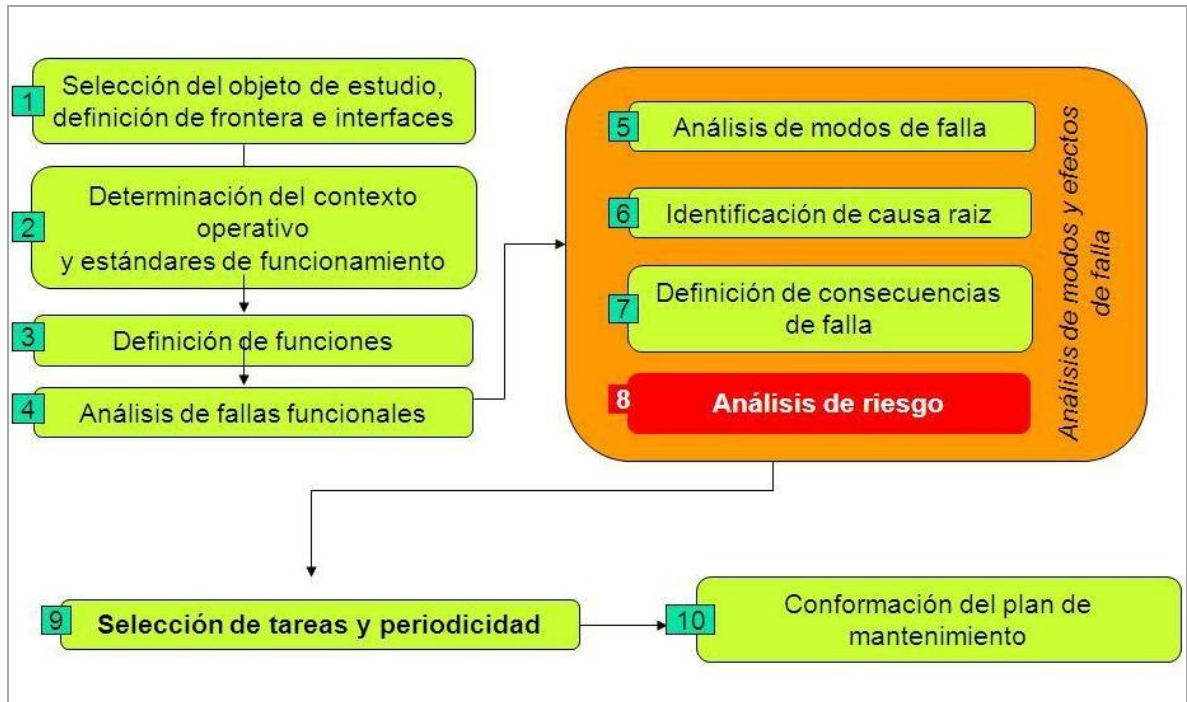 1
Selección del objeto de estudio,
definición de frontera e interfaces
2
Determinación del contexto
operativo
y estándares de funcionamiento
3
Definición de funciones
4
Análisis de fallas funcionales
5
Análisis de modos de falla
6
Identificación de causa raiz
7
Definición de consecuencias
de falla
8
Análisis de riesgo
Análisis de modos y efectos
de falla
9
Selección de tareas y periodicidad
10
Conformación del plan de
mantenimiento